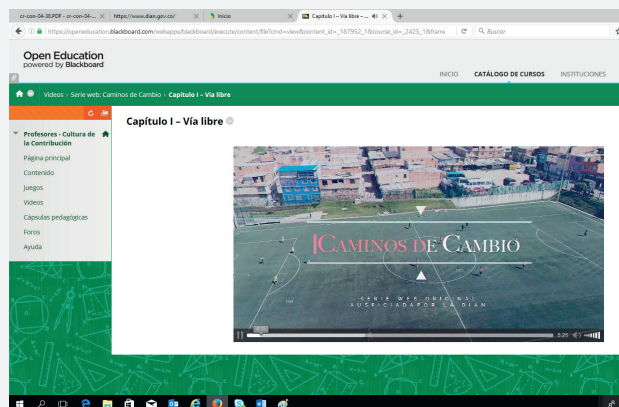 cr-con-04-38.PDF - cr-con-04-...
https://www.dian.gov.co/
Inicio
Capítulo I – Vía libre – ...
https://openeducation.blackboard.com/webapps/blackboard/execute/content/file?cmd=view&content_id=_187952_1&course_id=_2425_1&frame
Buscar
Open Education
powered by Blackboard
INICIO CATÁLOGO DE CURSOS INSTITUCIONES
Videos Serie web: Caminos de Cambio Capítulo I – Vía libre
Profesores - Cultura de
la Contribución
Página principal
Contenido
Juegos
Videos
Cápsulas pedagógicas
Foros
Ayuda
Capítulo I – Vía libre
CAMINOS DE CAMBIO
SERIE WEB ORIGINAL
AUSPICIADAPOR LA DIAN
5:25